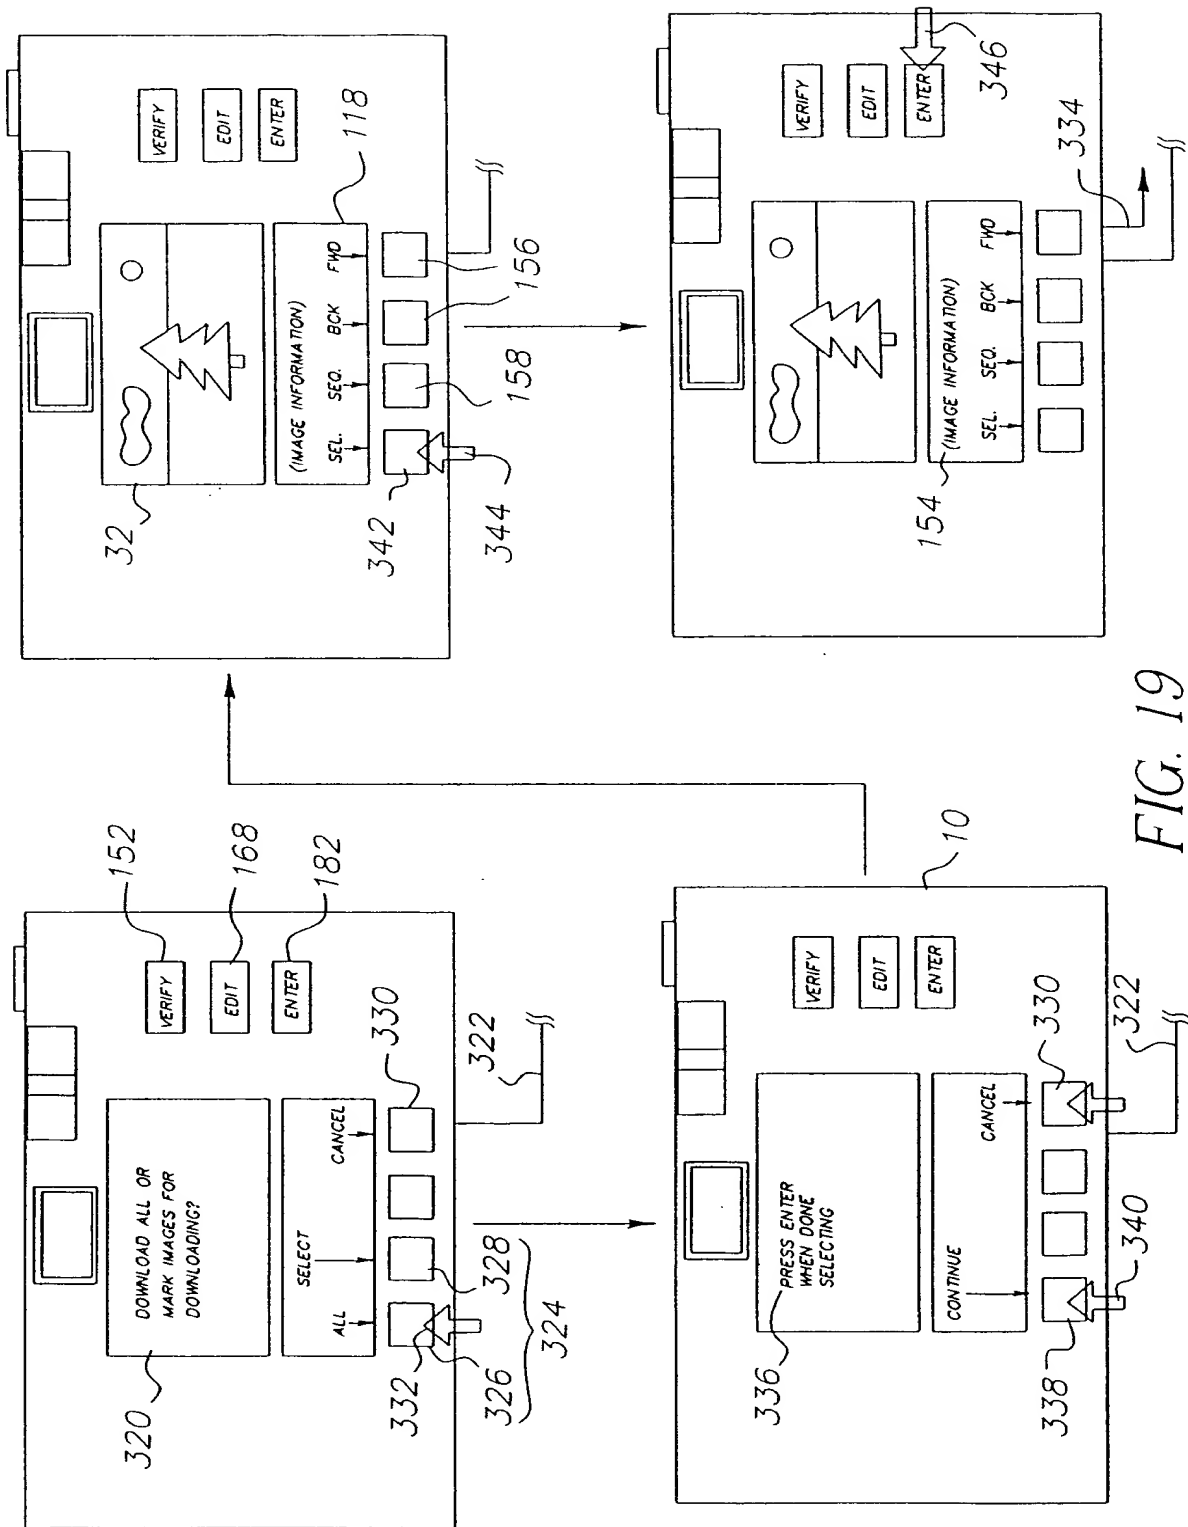 320
DOWNLOAD ALL OR
MARK IMAGES FOR
DOWNLOADING?
ALL
SELECT
CANCEL
VERIFY
EDIT
ENTER
152
168
182
330
322
332
326
328
324
336
PRESS ENTER
WHEN DONE
SELECTING
CONTINUE
CANCEL
VERIFY
EDIT
ENTER
10
330
322
338
340
32
(IMAGE INFORMATION)
SEL.
SEQ.
BCK
FWD
VERIFY
EDIT
ENTER
118
156
158
342
344
154
(IMAGE INFORMATION)
SEL.
SEQ.
BCK
FWD
VERIFY
EDIT
ENTER
346
334
FIG. 19